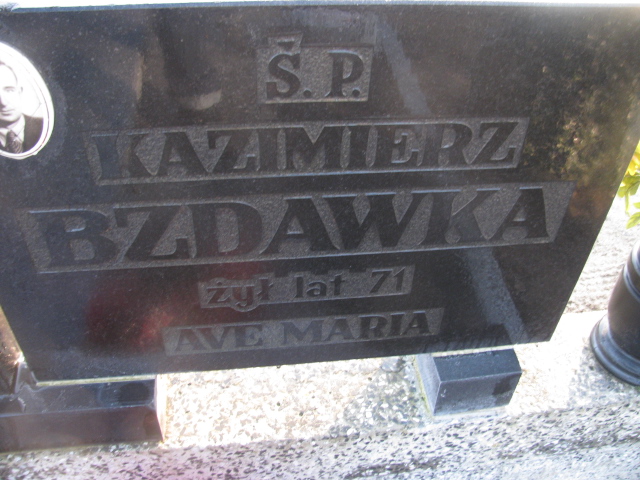 Ś.P.
KAZIMIERZ
BZDAWKA
żył lat 71
AVE MARIA